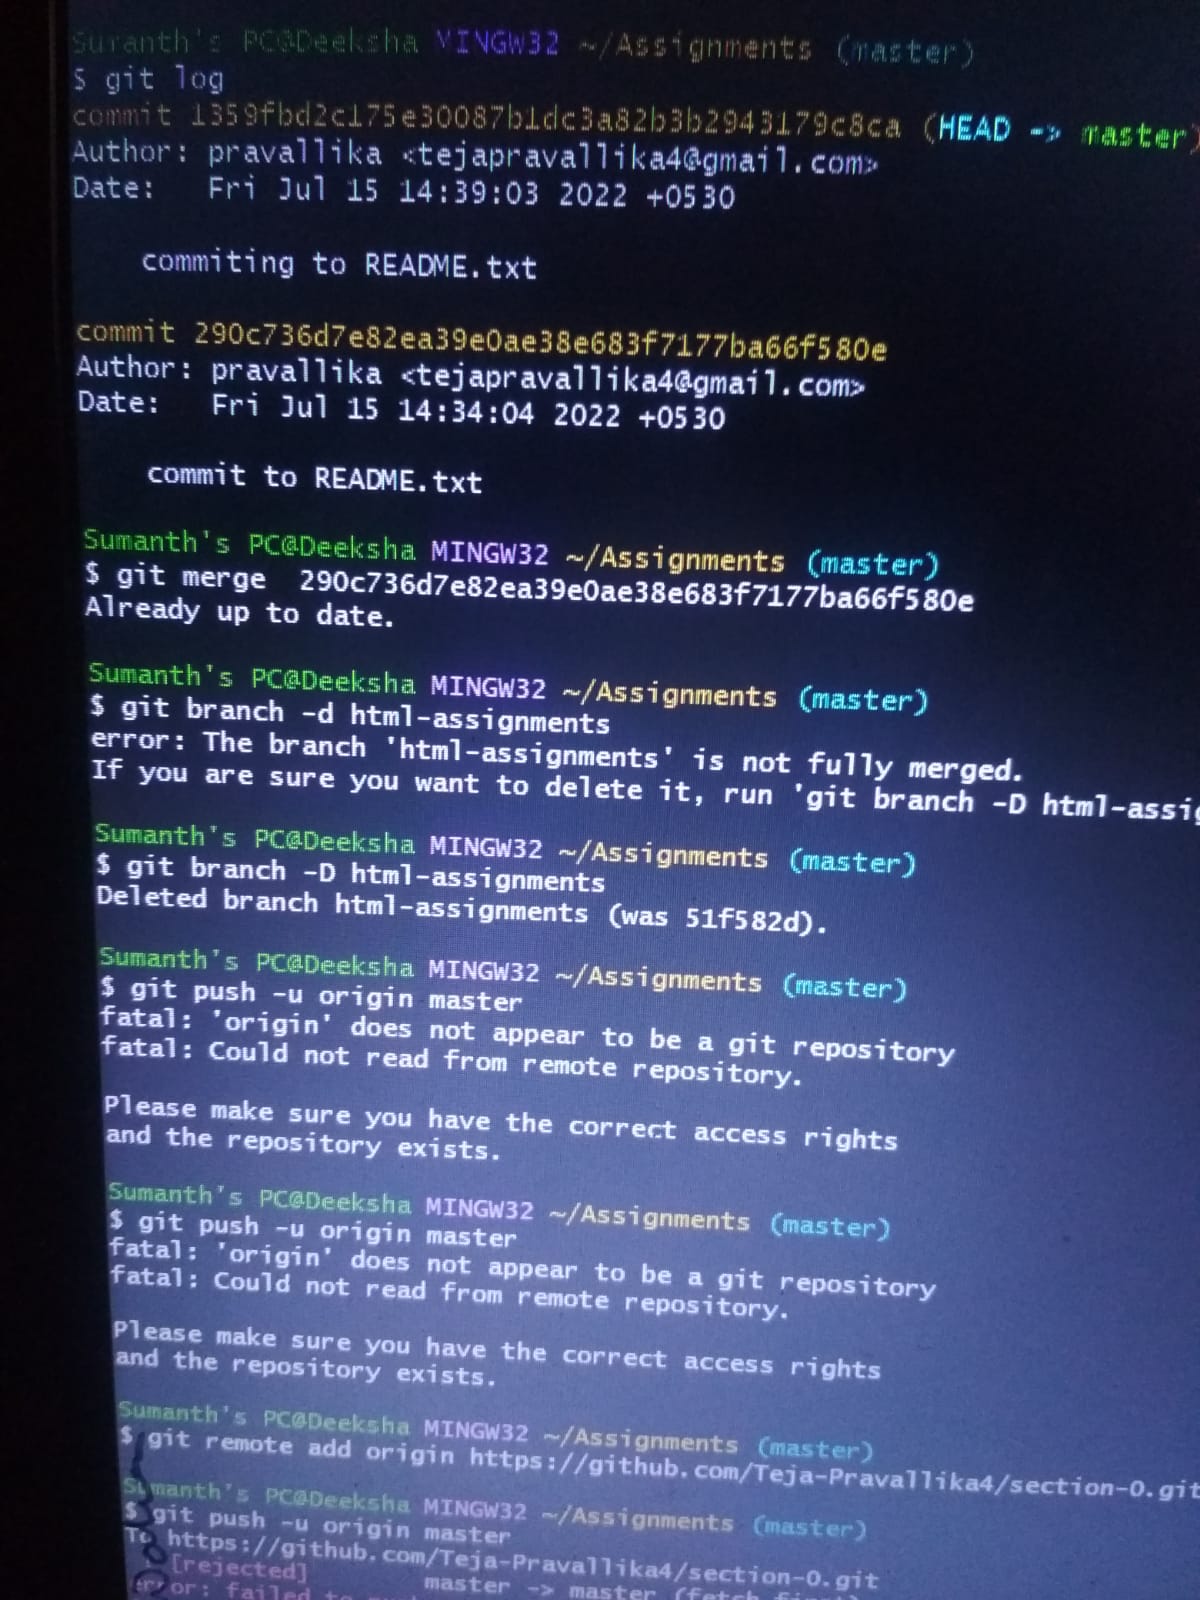 Sumanth's PC@Deeksha MINGW32 ~/Assignments (master)
$ git log
commit 1359fbd2c175e30087b1dc3a82b3b2943179c8ca (HEAD -> master)
Author: pravallika <tejapravallika4@gmail.com>
Date:   Fri Jul 15 14:39:03 2022 +0530
commiting to README.txt
commit 290c736d7e82ea39e0ae38e683f7177ba66f580e
Author: pravallika <tejapravallika4@gmail.com>
Date:   Fri Jul 15 14:34:04 2022 +0530
commit to README.txt
Sumanth's PC@Deeksha MINGW32 ~/Assignments (master)
$ git merge  290c736d7e82ea39e0ae38e683f7177ba66f580e
Already up to date.
Sumanth's PC@Deeksha MINGW32 ~/Assignments (master)
$ git branch -d html-assignments
error: The branch 'html-assignments' is not fully merged.
If you are sure you want to delete it, run 'git branch -D html-assig
Sumanth's PC@Deeksha MINGW32 ~/Assignments (master)
$ git branch -D html-assignments
Deleted branch html-assignments (was 51f582d).
Sumanth's PC@Deeksha MINGW32 ~/Assignments (master)
$ git push -u origin master
fatal: 'origin' does not appear to be a git repository
fatal: Could not read from remote repository.
Please make sure you have the correct access rights
and the repository exists.
Sumanth's PC@Deeksha MINGW32 ~/Assignments (master)
$ git push -u origin master
fatal: 'origin' does not appear to be a git repository
fatal: Could not read from remote repository.
Please make sure you have the correct access rights
and the repository exists.
Sumanth's PC@Deeksha MINGW32 ~/Assignments (master)
$ git remote add origin https://github.com/Teja-Pravallika4/section-0.git
Sumanth's PC@Deeksha MINGW32 ~/Assignments (master)
$ git push -u origin master
To https://github.com/Teja-Pravallika4/section-0.git
[rejected] master -> master (fetch first)
error: failed to